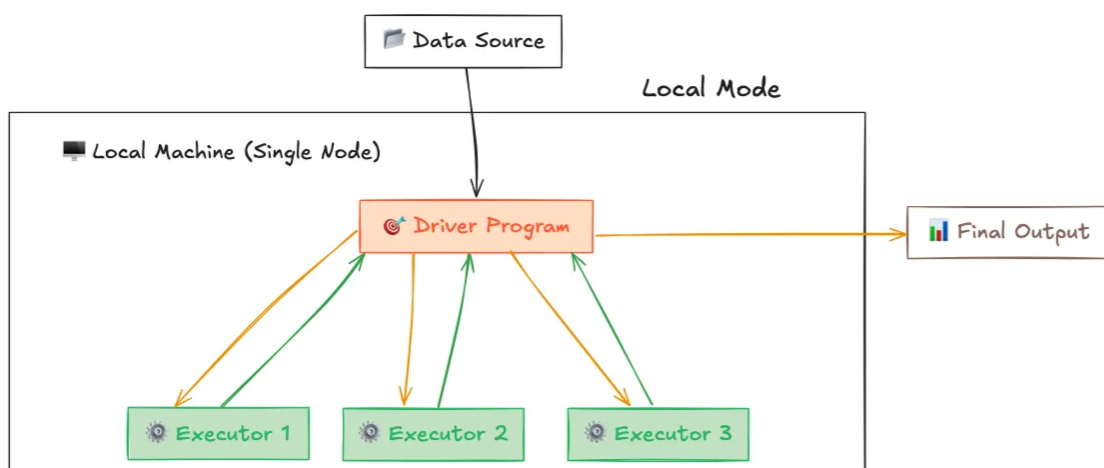 Data Source
Local Mode
Local Machine (Single Node)
Driver Program
Final Output
Executor 1
Executor 2
Executor 3